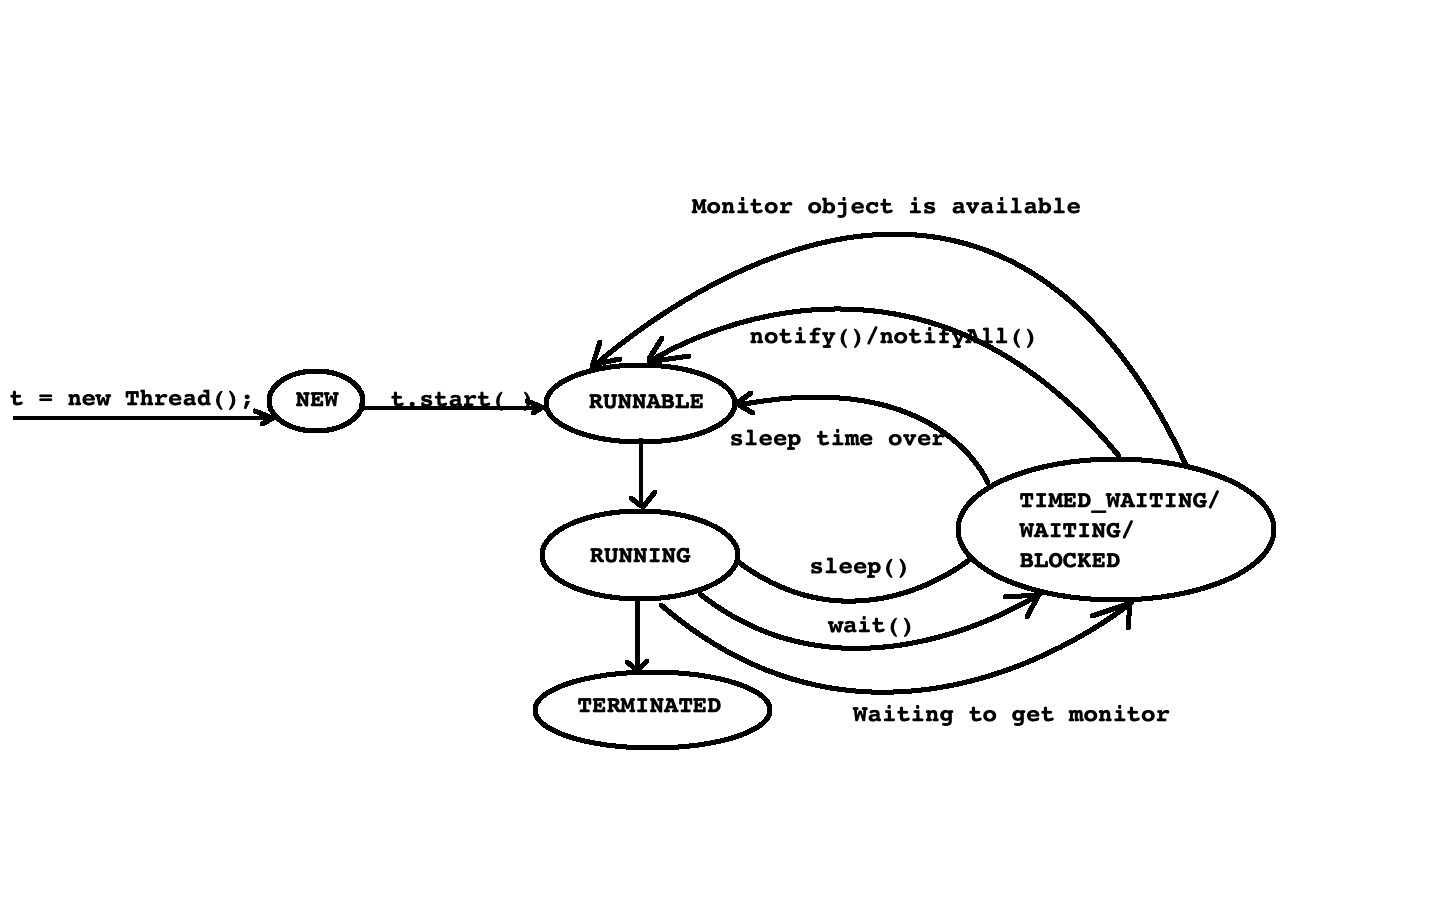 Monitor object is available
notify()/notifyAll()
t = new Thread();
NEW
t.start( )
RUNNABLE
sleep time over
TIMED_WAITING/
WAITING/
BLOCKED
RUNNING
sleep()
wait()
TERMINATED
Waiting to get monitor